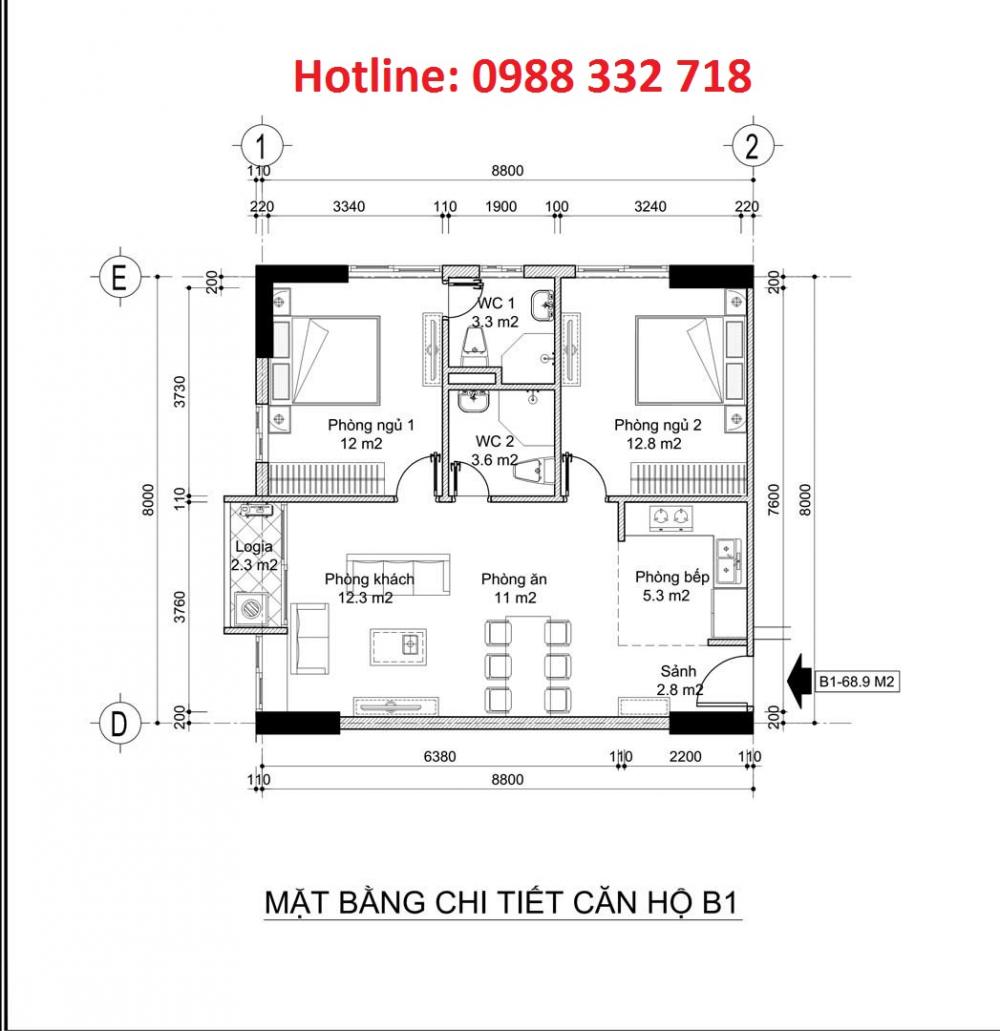 Hotline: 0988 332 718
1
2
110
8800
220
3340
110
1900
100
3240
220
E
200
200
WC 1
3.3 m2
3730
Phòng ngủ 1
12 m2
Phòng ngủ 2
12.8 m2
WC 2
3.6 m2
8000
110
7600
8000
Logia
2.3 m2
Phòng khách
12.3 m2
Phòng ăn
11 m2
Phòng bếp
5.3 m2
3760
Sảnh
2.8 m2
B1-68.9 M2
D
200
200
6380
110
2200
110
110
8800
MẶT BẰNG CHI TIẾT CĂN HỘ B1